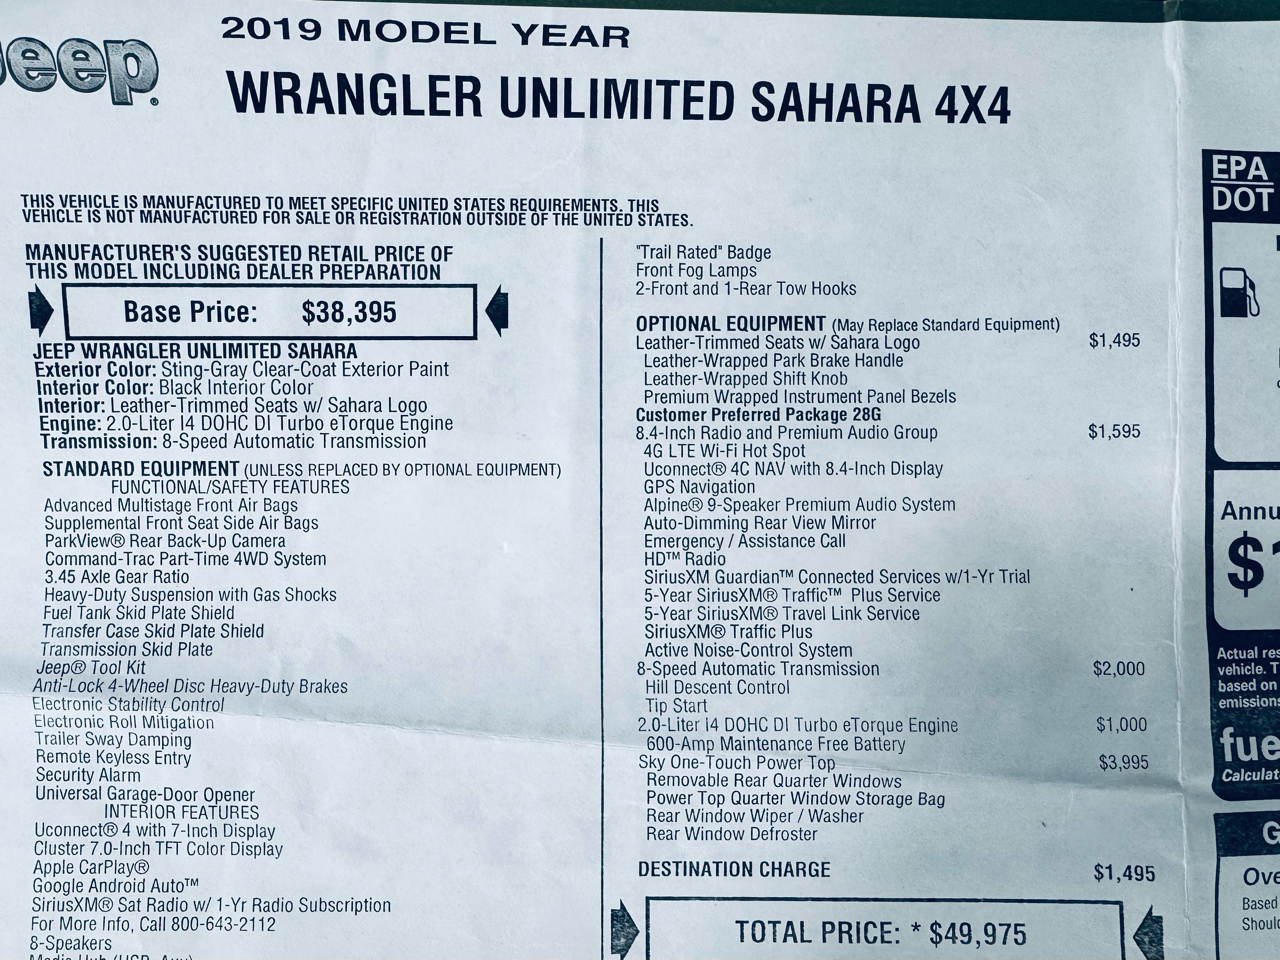 Jeep®
2019 MODEL YEAR
WRANGLER UNLIMITED SAHARA 4X4
THIS VEHICLE IS MANUFACTURED TO MEET SPECIFIC UNITED STATES REQUIREMENTS. THIS
VEHICLE IS NOT MANUFACTURED FOR SALE OR REGISTRATION OUTSIDE OF THE UNITED STATES.
MANUFACTURER'S SUGGESTED RETAIL PRICE OF
THIS MODEL INCLUDING DEALER PREPARATION
Base Price: $38,395
JEEP WRANGLER UNLIMITED SAHARA
Exterior Color: Sting-Gray Clear-Coat Exterior Paint
Interior Color: Black Interior Color
Interior: Leather-Trimmed Seats w/ Sahara Logo
Engine: 2.0-Liter I4 DOHC DI Turbo eTorque Engine
Transmission: 8-Speed Automatic Transmission
STANDARD EQUIPMENT (UNLESS REPLACED BY OPTIONAL EQUIPMENT)
FUNCTIONAL/SAFETY FEATURES
Advanced Multistage Front Air Bags
Supplemental Front Seat Side Air Bags
ParkView® Rear Back-Up Camera
Command-Trac Part-Time 4WD System
3.45 Axle Gear Ratio
Heavy-Duty Suspension with Gas Shocks
Fuel Tank Skid Plate Shield
Transfer Case Skid Plate Shield
Transmission Skid Plate
Jeep® Tool Kit
Anti-Lock 4-Wheel Disc Heavy-Duty Brakes
Electronic Stability Control
Electronic Roll Mitigation
Trailer Sway Damping
Remote Keyless Entry
Security Alarm
Universal Garage-Door Opener
INTERIOR FEATURES
Uconnect® 4 with 7-Inch Display
Cluster 7.0-Inch TFT Color Display
Apple CarPlay®
Google Android Auto™
SiriusXM® Sat Radio w/ 1-Yr Radio Subscription
For More Info, Call 800-643-2112
8-Speakers
"Trail Rated" Badge
Front Fog Lamps
2-Front and 1-Rear Tow Hooks
OPTIONAL EQUIPMENT (May Replace Standard Equipment)
Leather-Trimmed Seats w/ Sahara Logo $1,495
Leather-Wrapped Park Brake Handle
Leather-Wrapped Shift Knob
Premium Wrapped Instrument Panel Bezels
Customer Preferred Package 28G
8.4-Inch Radio and Premium Audio Group $1,595
4G LTE Wi-Fi Hot Spot
Uconnect® 4C NAV with 8.4-Inch Display
GPS Navigation
Alpine® 9-Speaker Premium Audio System
Auto-Dimming Rear View Mirror
Emergency / Assistance Call
HD™ Radio
SiriusXM Guardian™ Connected Services w/1-Yr Trial
5-Year SiriusXM® Traffic™ Plus Service
5-Year SiriusXM® Travel Link Service
SiriusXM® Traffic Plus
Active Noise-Control System
8-Speed Automatic Transmission $2,000
Hill Descent Control
Tip Start
2.0-Liter I4 DOHC DI Turbo eTorque Engine $1,000
600-Amp Maintenance Free Battery
Sky One-Touch Power Top $3,995
Removable Rear Quarter Windows
Power Top Quarter Window Storage Bag
Rear Window Wiper / Washer
Rear Window Defroster
DESTINATION CHARGE $1,495
TOTAL PRICE: * $49,975
EPA
DOT
Annu
$1
Actual res
vehicle. T
based on
emissions
fue
Calculat
G
Ove
Based
Shoul